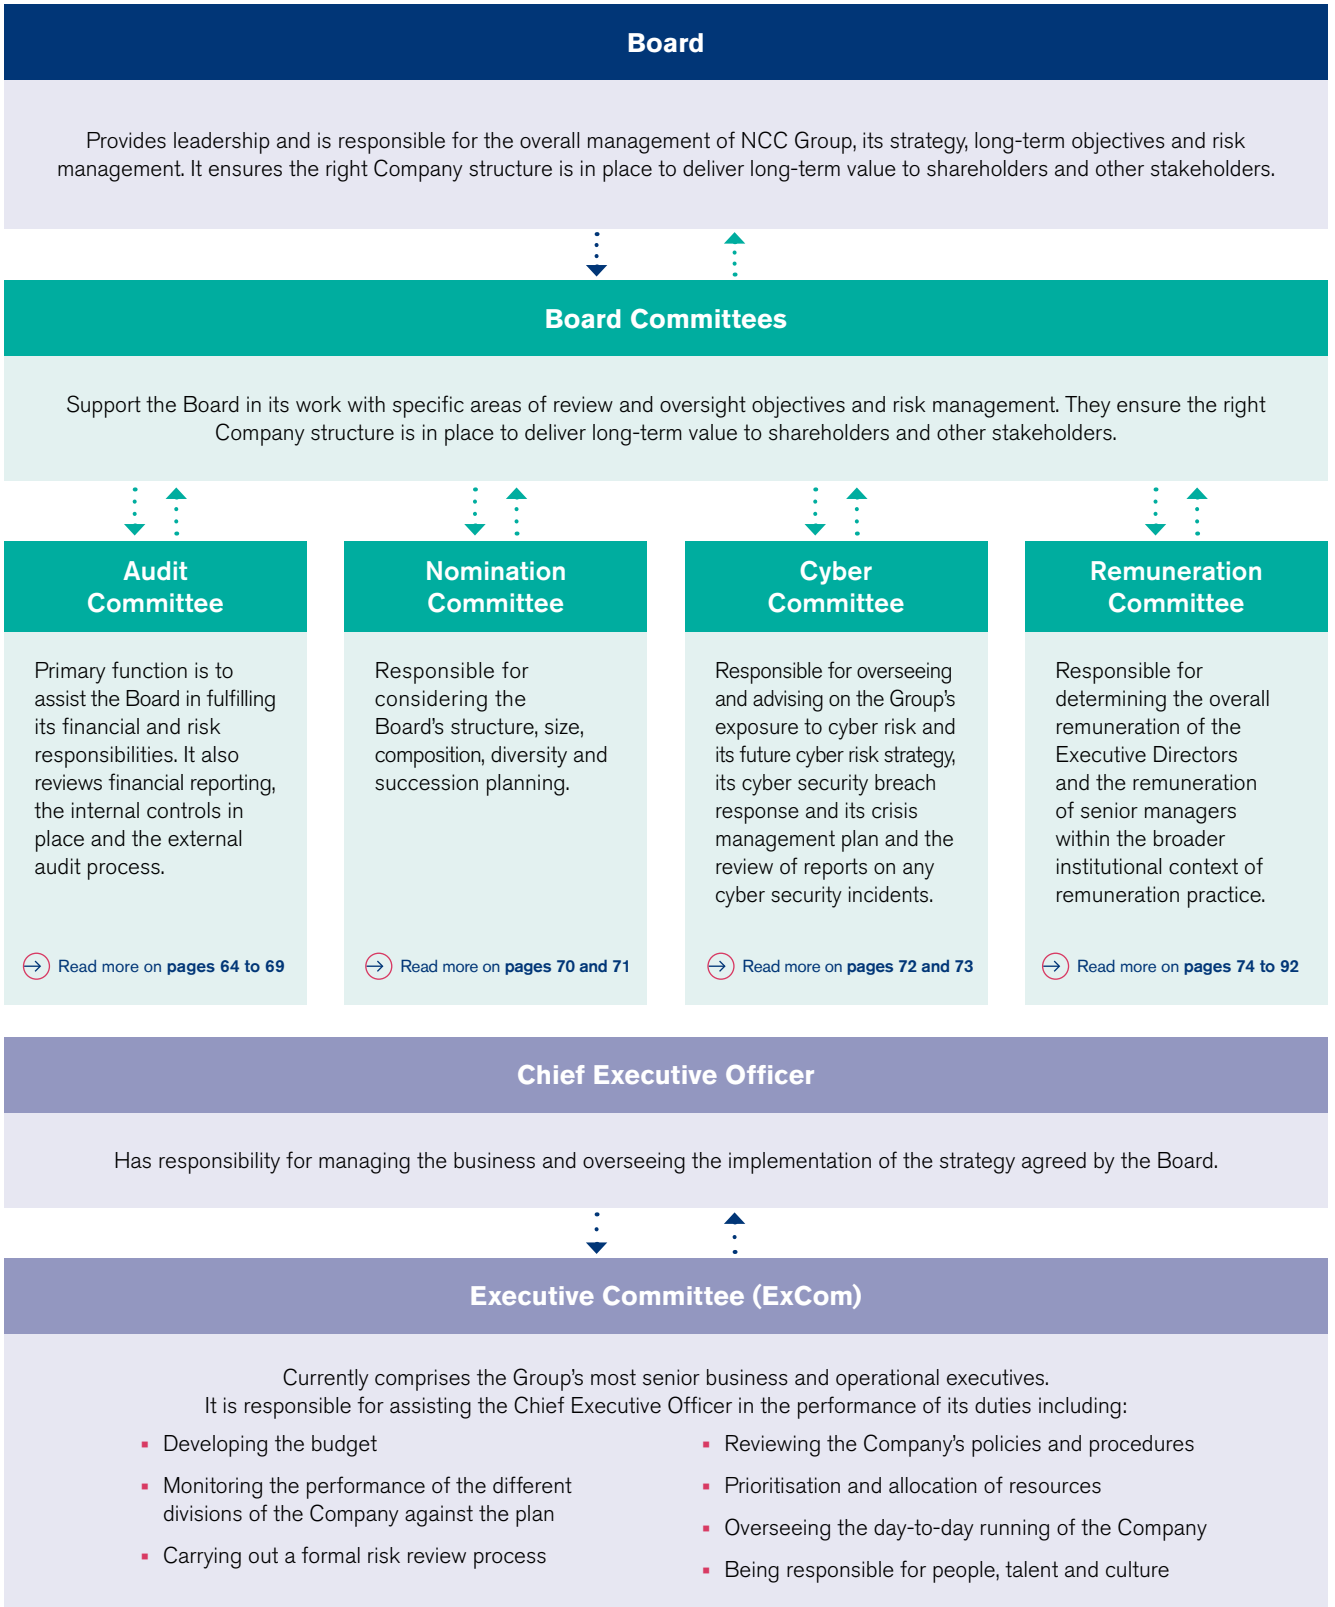 Board
Provides leadership and is responsible for the overall management of NCC Group, its strategy, long-term objectives and risk
management. It ensures the right Company structure is in place to deliver long-term value to shareholders and other stakeholders.
Board Committees
Support the Board in its work with specific areas of review and oversight objectives and risk management. They ensure the right
Company structure is in place to deliver long-term value to shareholders and other stakeholders.
Audit
Committee
Primary function is to
assist the Board in fulfilling
its financial and risk
responsibilities. It also
reviews financial reporting,
the internal controls in
place and the external
audit process.
Read more on pages 64 to 69
Nomination
Committee
Responsible for
considering the
Board’s structure, size,
composition, diversity and
succession planning.
Read more on pages 70 and 71
Cyber
Committee
Responsible for overseeing
and advising on the Group’s
exposure to cyber risk and
its future cyber risk strategy,
its cyber security breach
response and its crisis
management plan and the
review of reports on any
cyber security incidents.
Read more on pages 72 and 73
Remuneration
Committee
Responsible for
determining the overall
remuneration of the
Executive Directors
and the remuneration
of senior managers
within the broader
institutional context of
remuneration practice.
Read more on pages 74 to 92
Chief Executive Officer
Has responsibility for managing the business and overseeing the implementation of the strategy agreed by the Board.
Executive Committee (ExCom)
Currently comprises the Group’s most senior business and operational executives.
It is responsible for assisting the Chief Executive Officer in the performance of its duties including:
▪ Developing the budget
▪ Monitoring the performance of the different
divisions of the Company against the plan
▪ Carrying out a formal risk review process
▪ Reviewing the Company’s policies and procedures
▪ Prioritisation and allocation of resources
▪ Overseeing the day-to-day running of the Company
▪ Being responsible for people, talent and culture